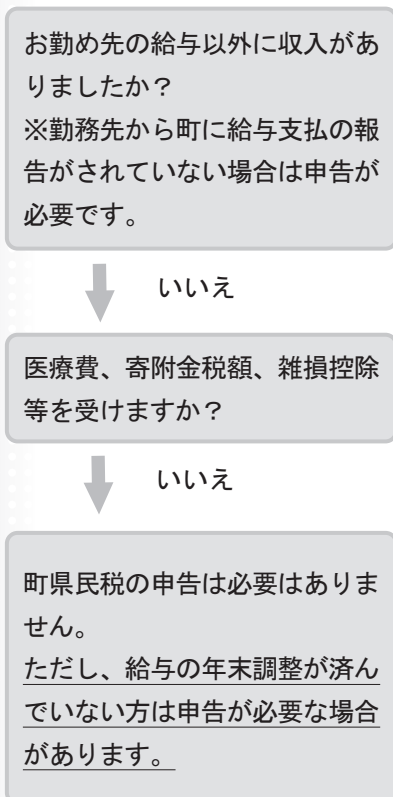 お勤め先の給与以外に収入があ
りましたか？
※勤務先から町に給与支払の報
告がされていない場合は申告が
必要です。
いいえ
医療費、寄附金税額、雑損控除
等を受けますか？
いいえ
町県民税の申告は必要はありま
せん。
ただし、給与の年末調整が済ん
でいない方は申告が必要な場合
があります。